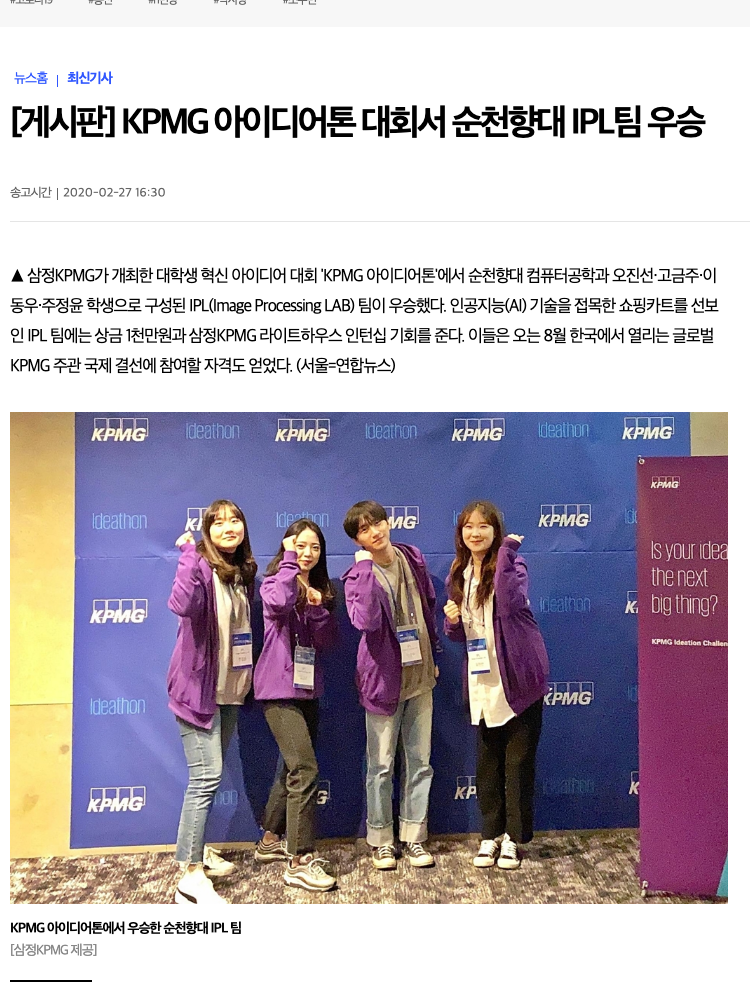 뉴스홈 | 최신기사
[게시판] KPMG 아이디어톤 대회서 순천향대 IPL팀 우승
송고시간 | 2020-02-27 16:30
▲ 삼정KPMG가 개최한 대학생 혁신 아이디어 대회 'KPMG 아이디어톤'에서 순천향대 컴퓨터공학과 오진선·고금주·이
동우·주정윤 학생으로 구성된 IPL(Image Processing LAB) 팀이 우승했다. 인공지능(AI) 기술을 접목한 쇼핑카트를 선보
인 IPL 팀에는 상금 1천만원과 삼정KPMG 라이트하우스 인턴십 기회를 준다. 이들은 오는 8월 한국에서 열리는 글로벌
KPMG 주관 국제 결선에 참여할 자격도 얻었다. (서울=연합뉴스)
KPMG Ideathon KPMG Ideathon KPMG Ideathon KPMG
Ideathon Ideathon KPMG KPMG
KPMG Ideathon
Ideathon KPMG
KPMG Ideathon
KPMG
Is your idea
the next
big thing?
KPMG Ideation Challen
KPMG 아이디어톤에서 우승한 순천향대 IPL 팀
[삼정KPMG 제공]